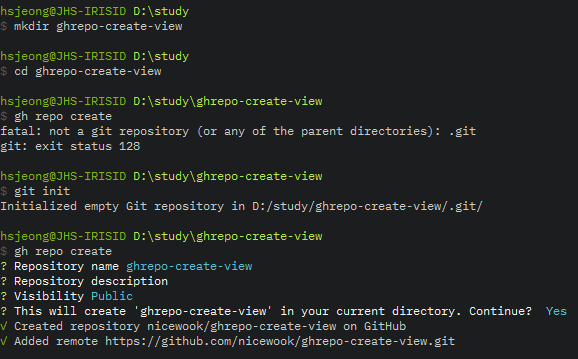 hsjeong@JHS-IRISID D:\study
$ mkdir ghrepo-create-view
hsjeong@JHS-IRISID D:\study
$ cd ghrepo-create-view
hsjeong@JHS-IRISID D:\study\ghrepo-create-view
$ gh repo create
fatal: not a git repository (or any of the parent directories): .git
git: exit status 128
hsjeong@JHS-IRISID D:\study\ghrepo-create-view
$ git init
Initialized empty Git repository in D:/study/ghrepo-create-view/.git/
hsjeong@JHS-IRISID D:\study\ghrepo-create-view
$ gh repo create
? Repository name ghrepo-create-view
? Repository description
? Visibility Public
? This will create 'ghrepo-create-view' in your current directory. Continue?  Yes
√ Created repository nicewook/ghrepo-create-view on GitHub
√ Added remote https://github.com/nicewook/ghrepo-create-view.git